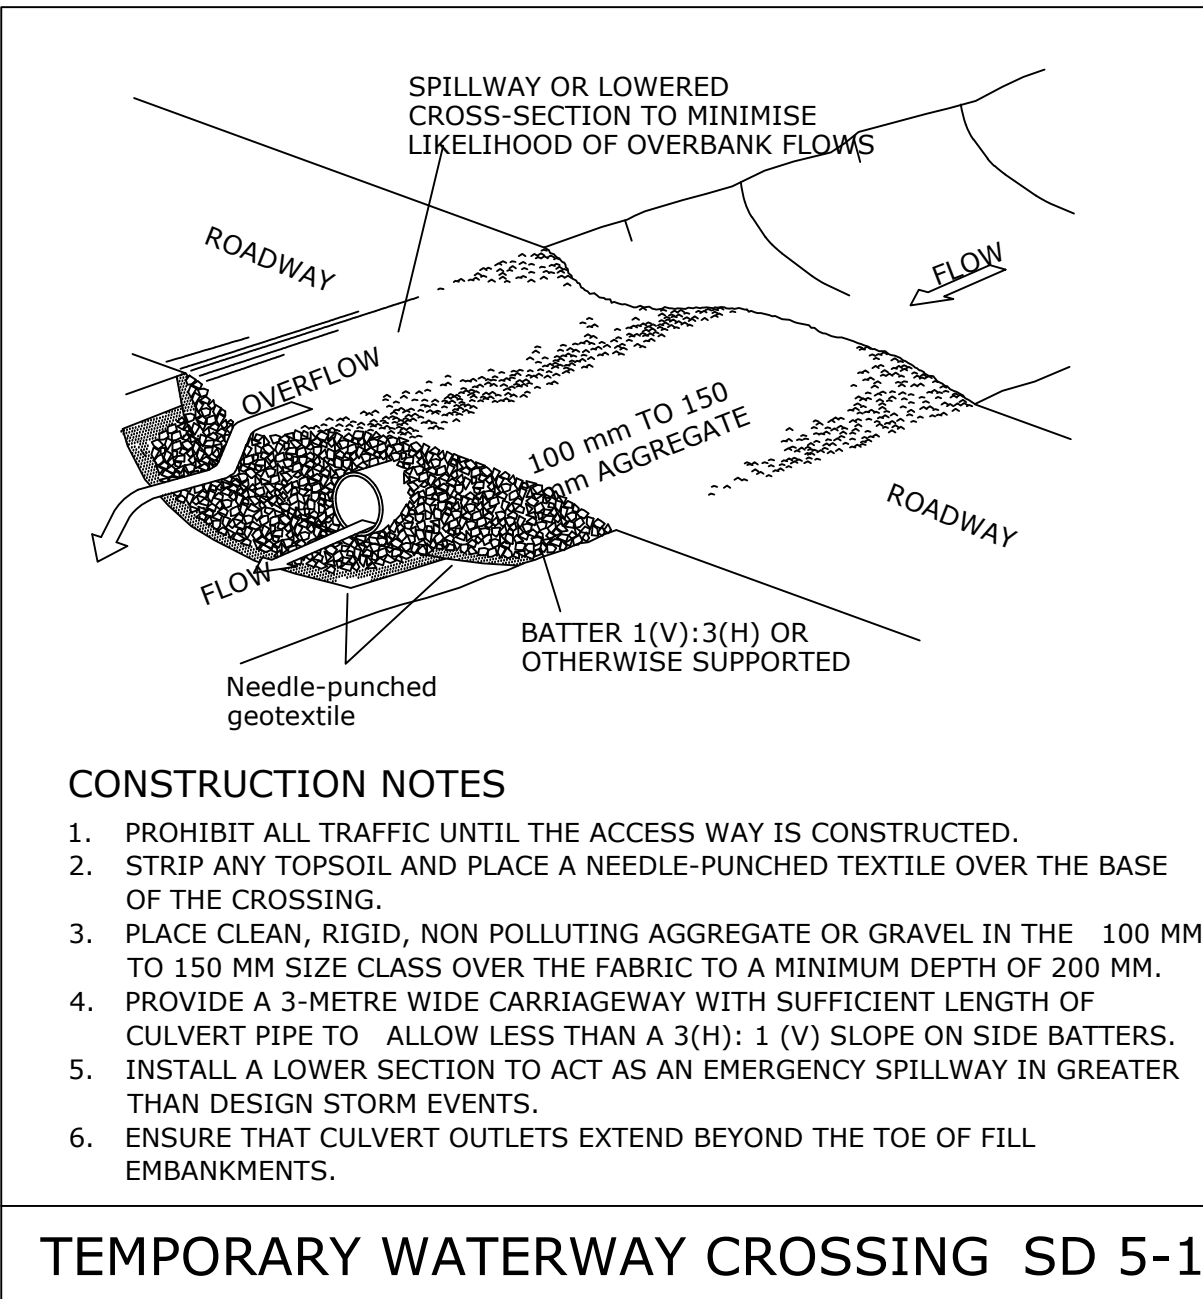 SPILLWAY OR LOWERED
CROSS-SECTION TO MINIMISE
LIKELIHOOD OF OVERBANK FLOWS
ROADWAY
FLOW
OVERFLOW
100 mm TO 150
mm AGGREGATE
ROADWAY
FLOW
BATTER 1(V):3(H) OR
OTHERWISE SUPPORTED
Needle-punched
geotextile
CONSTRUCTION NOTES
1. PROHIBIT ALL TRAFFIC UNTIL THE ACCESS WAY IS CONSTRUCTED.
2. STRIP ANY TOPSOIL AND PLACE A NEEDLE-PUNCHED TEXTILE OVER THE BASE
OF THE CROSSING.
3. PLACE CLEAN, RIGID, NON POLLUTING AGGREGATE OR GRAVEL IN THE 100 MM
TO 150 MM SIZE CLASS OVER THE FABRIC TO A MINIMUM DEPTH OF 200 MM.
4. PROVIDE A 3-METRE WIDE CARRIAGEWAY WITH SUFFICIENT LENGTH OF
CULVERT PIPE TO ALLOW LESS THAN A 3(H): 1 (V) SLOPE ON SIDE BATTERS.
5. INSTALL A LOWER SECTION TO ACT AS AN EMERGENCY SPILLWAY IN GREATER
THAN DESIGN STORM EVENTS.
6. ENSURE THAT CULVERT OUTLETS EXTEND BEYOND THE TOE OF FILL
EMBANKMENTS.
TEMPORARY WATERWAY CROSSING SD 5-1